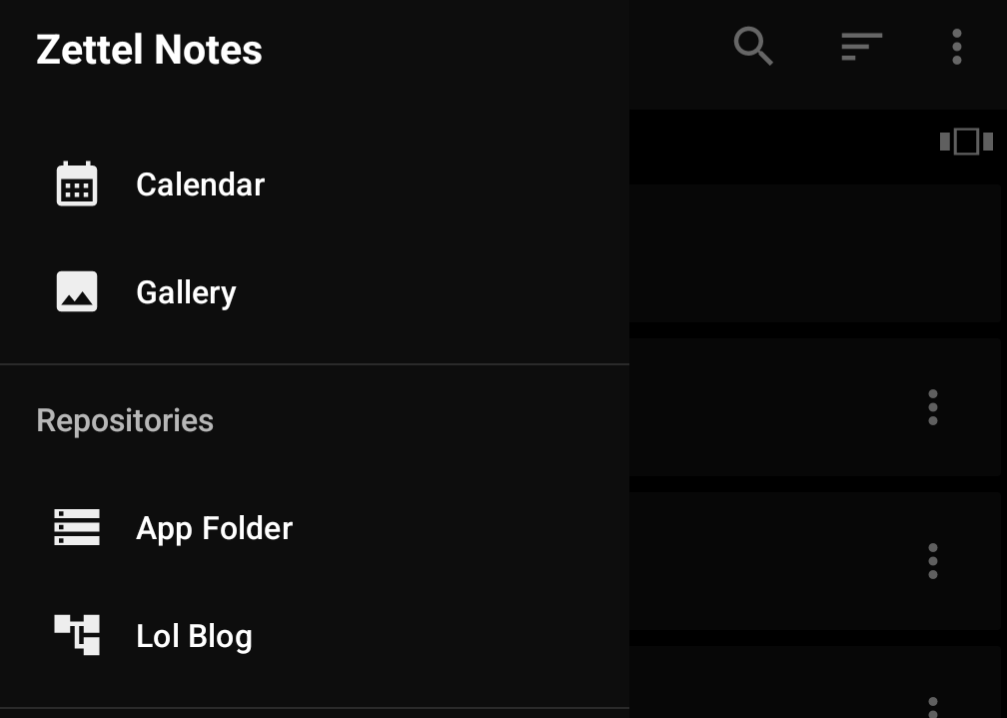 Zettel Notes
Calendar
Gallery
Repositories
App Folder
Lol Blog